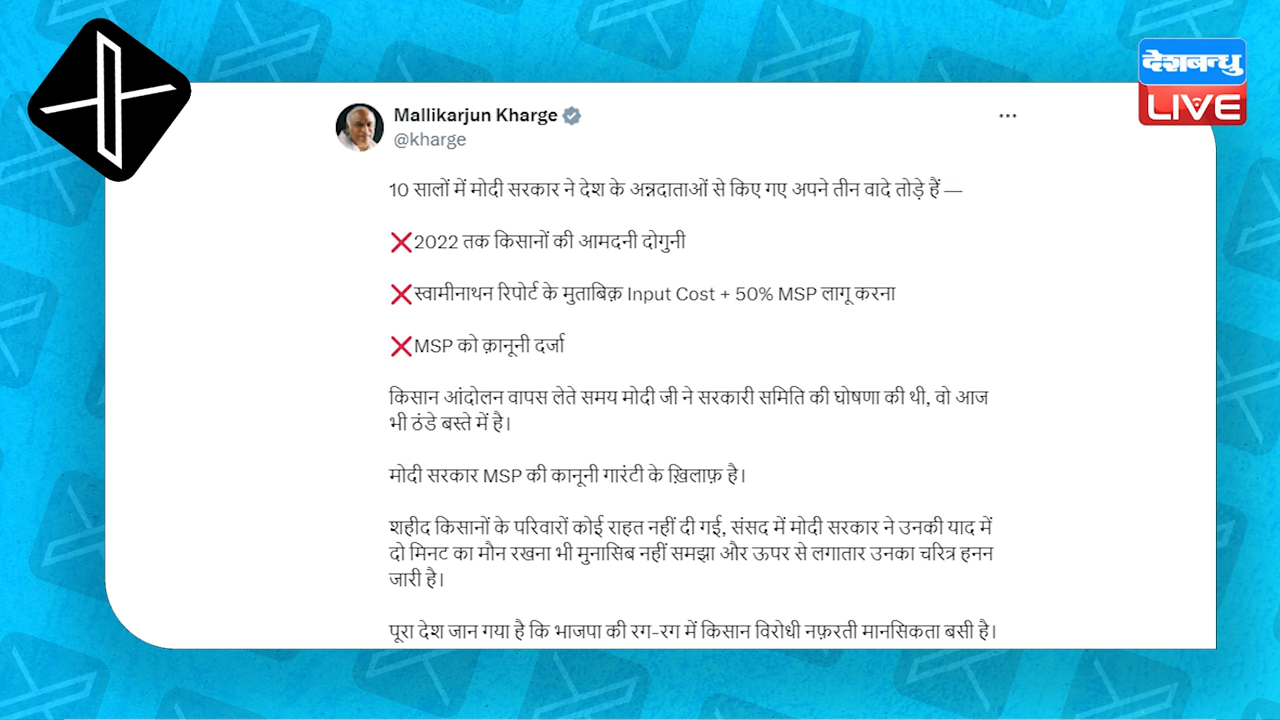 देशबन्धु
LIVE
Mallikarjun Kharge
@kharge
10 सालों में मोदी सरकार ने देश के अन्नदाताओं से किए गए अपने तीन वादे तोड़े हैं —
❌2022 तक किसानों की आमदनी दोगुनी
❌स्वामीनाथन रिपोर्ट के मुताबिक़ Input Cost + 50% MSP लागू करना
❌MSP को क़ानूनी दर्जा
किसान आंदोलन वापस लेते समय मोदी जी ने सरकारी समिति की घोषणा की थी, वो आज
भी ठंडे बस्ते में है।
मोदी सरकार MSP की कानूनी गारंटी के ख़िलाफ़ है।
शहीद किसानों के परिवारों कोई राहत नहीं दी गई, संसद में मोदी सरकार ने उनकी याद में
दो मिनट का मौन रखना भी मुनासिब नहीं समझा और ऊपर से लगातार उनका चरित्र हनन
जारी है।
पूरा देश जान गया है कि भाजपा की रग-रग में किसान विरोधी नफ़रती मानसिकता बसी है।